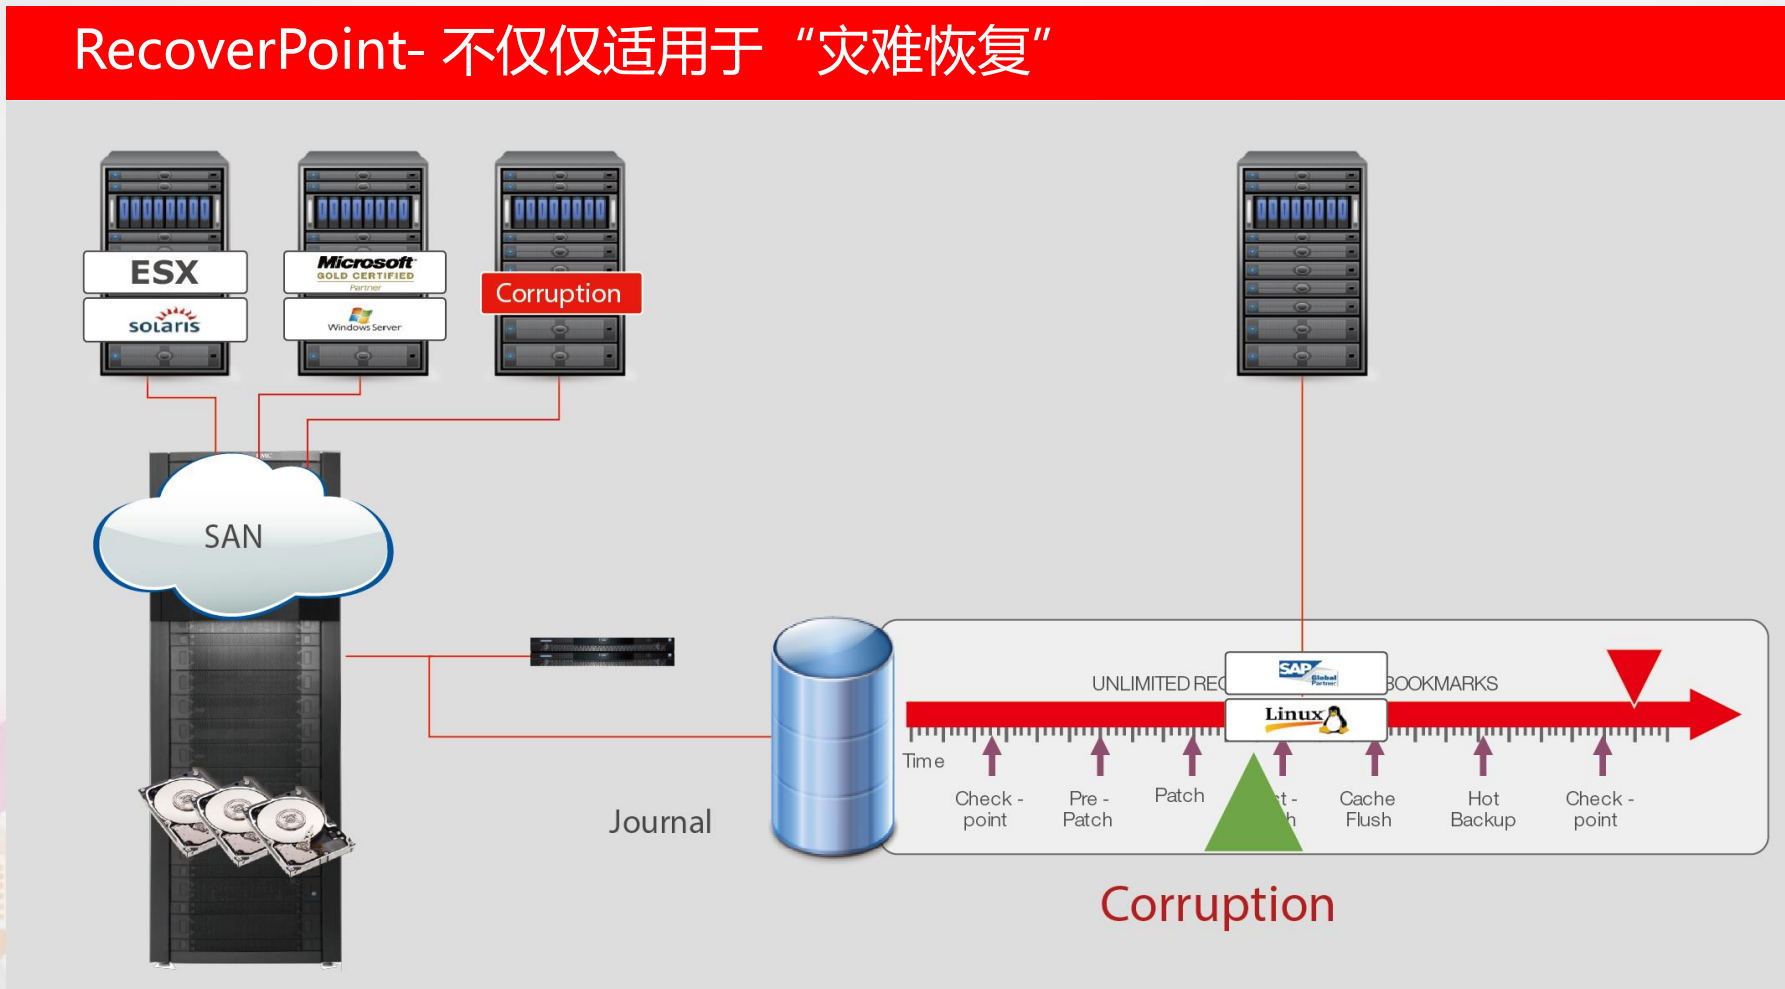 RecoverPoint- 不仅仅适用于“灾难恢复”
ESX
solaris
Microsoft
GOLD CERTIFIED
Partner
Windows Server
Corruption
SAN
Journal
UNLIMITED
BOOKMARKS
SAP
Global
Partner
Linux
Time
Check -
point
Pre -
Patch
Patch
Cache
Flush
Hot
Backup
Check -
point
Corruption